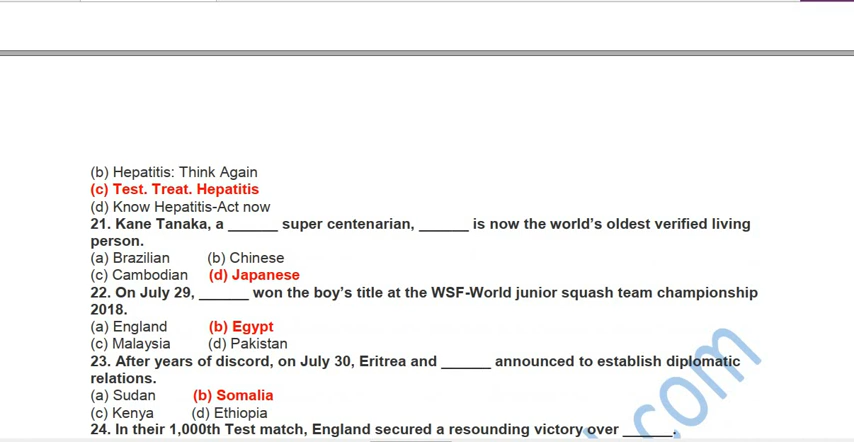 (b) Hepatitis: Think Again
(c) Test. Treat. Hepatitis
(d) Know Hepatitis-Act now
21. Kane Tanaka, a ______ super centenarian, ______ is now the world's oldest verified living
person.
(a) Brazilian (b) Chinese
(c) Cambodian (d) Japanese
22. On July 29, ______ won the boy's title at the WSF-World junior squash team championship
2018.
(a) England (b) Egypt
(c) Malaysia (d) Pakistan
23. After years of discord, on July 30, Eritrea and ______ announced to establish diplomatic
relations.
(a) Sudan (b) Somalia
(c) Kenya (d) Ethiopia
24. In their 1,000th Test match, England secured a resounding victory over ______.
.com